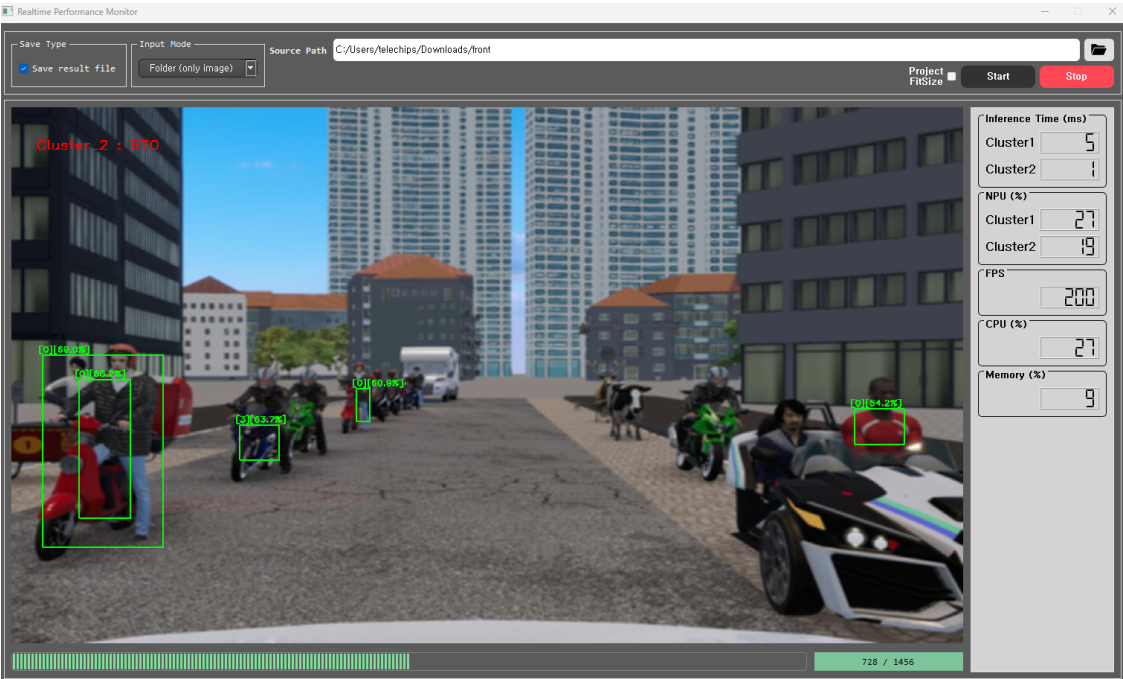 Realtime Performance Monitor
Save Type
Save result file
Input Mode
Folder (only image)
Source Path
C:/Users/telechips/Downloads/front
Project
FitSize
Start
Stop
Cluster 2 : 670
[0][69.0%]
[0][66.2%]
[3][63.7%]
[0][60.9%]
[0][54.2%]
1
Inference Time (ms)
Cluster1 5
Cluster2 1
NPU (%)
Cluster1 27
Cluster2 19
FPS
200
CPU (%)
27
Memory (%)
9
728 / 1456